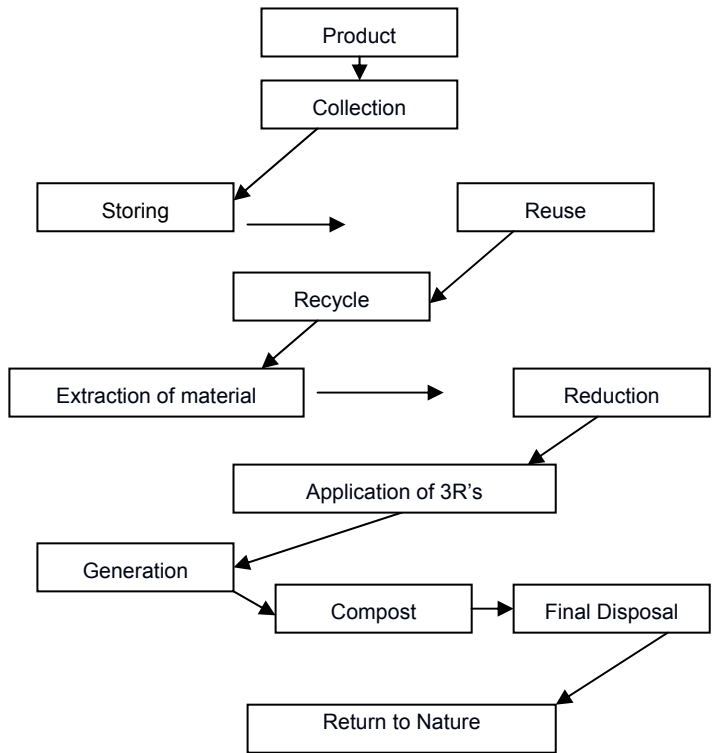 Product
Collection
Storing
Reuse
Recycle
Extraction of material
Reduction
Application of 3R's
Generation
Compost
Final Disposal
Return to Nature